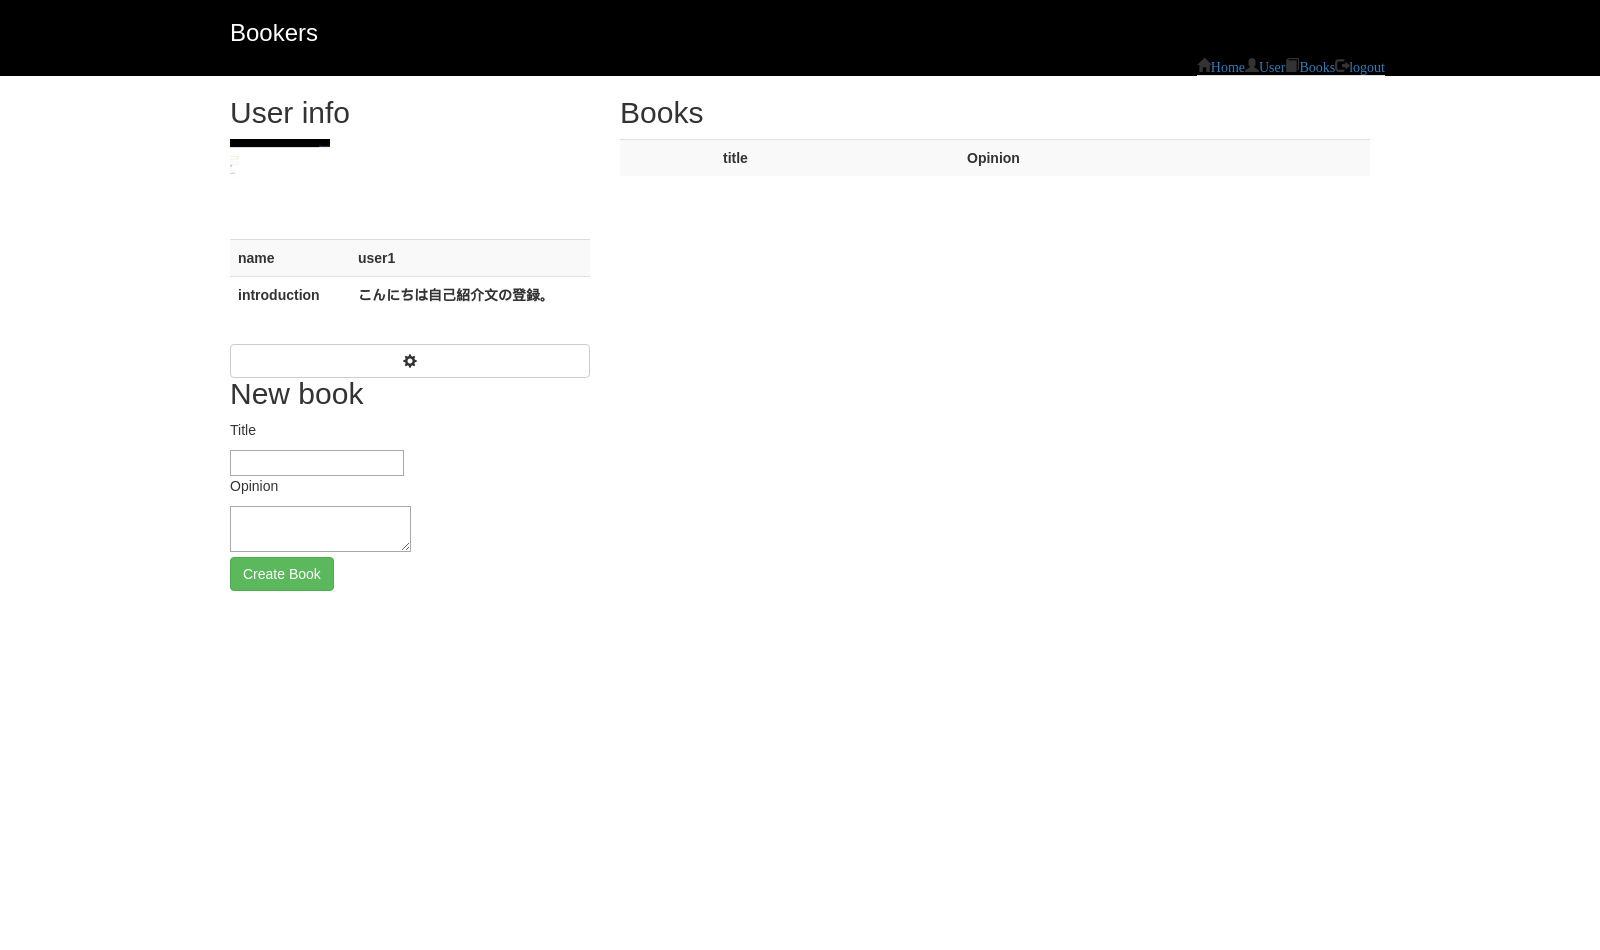 Bookers
Home User Books logout
User info
name user1
introduction こんにちは自己紹介文の登録。
New book
Title
Opinion
Create Book
Books
title Opinion